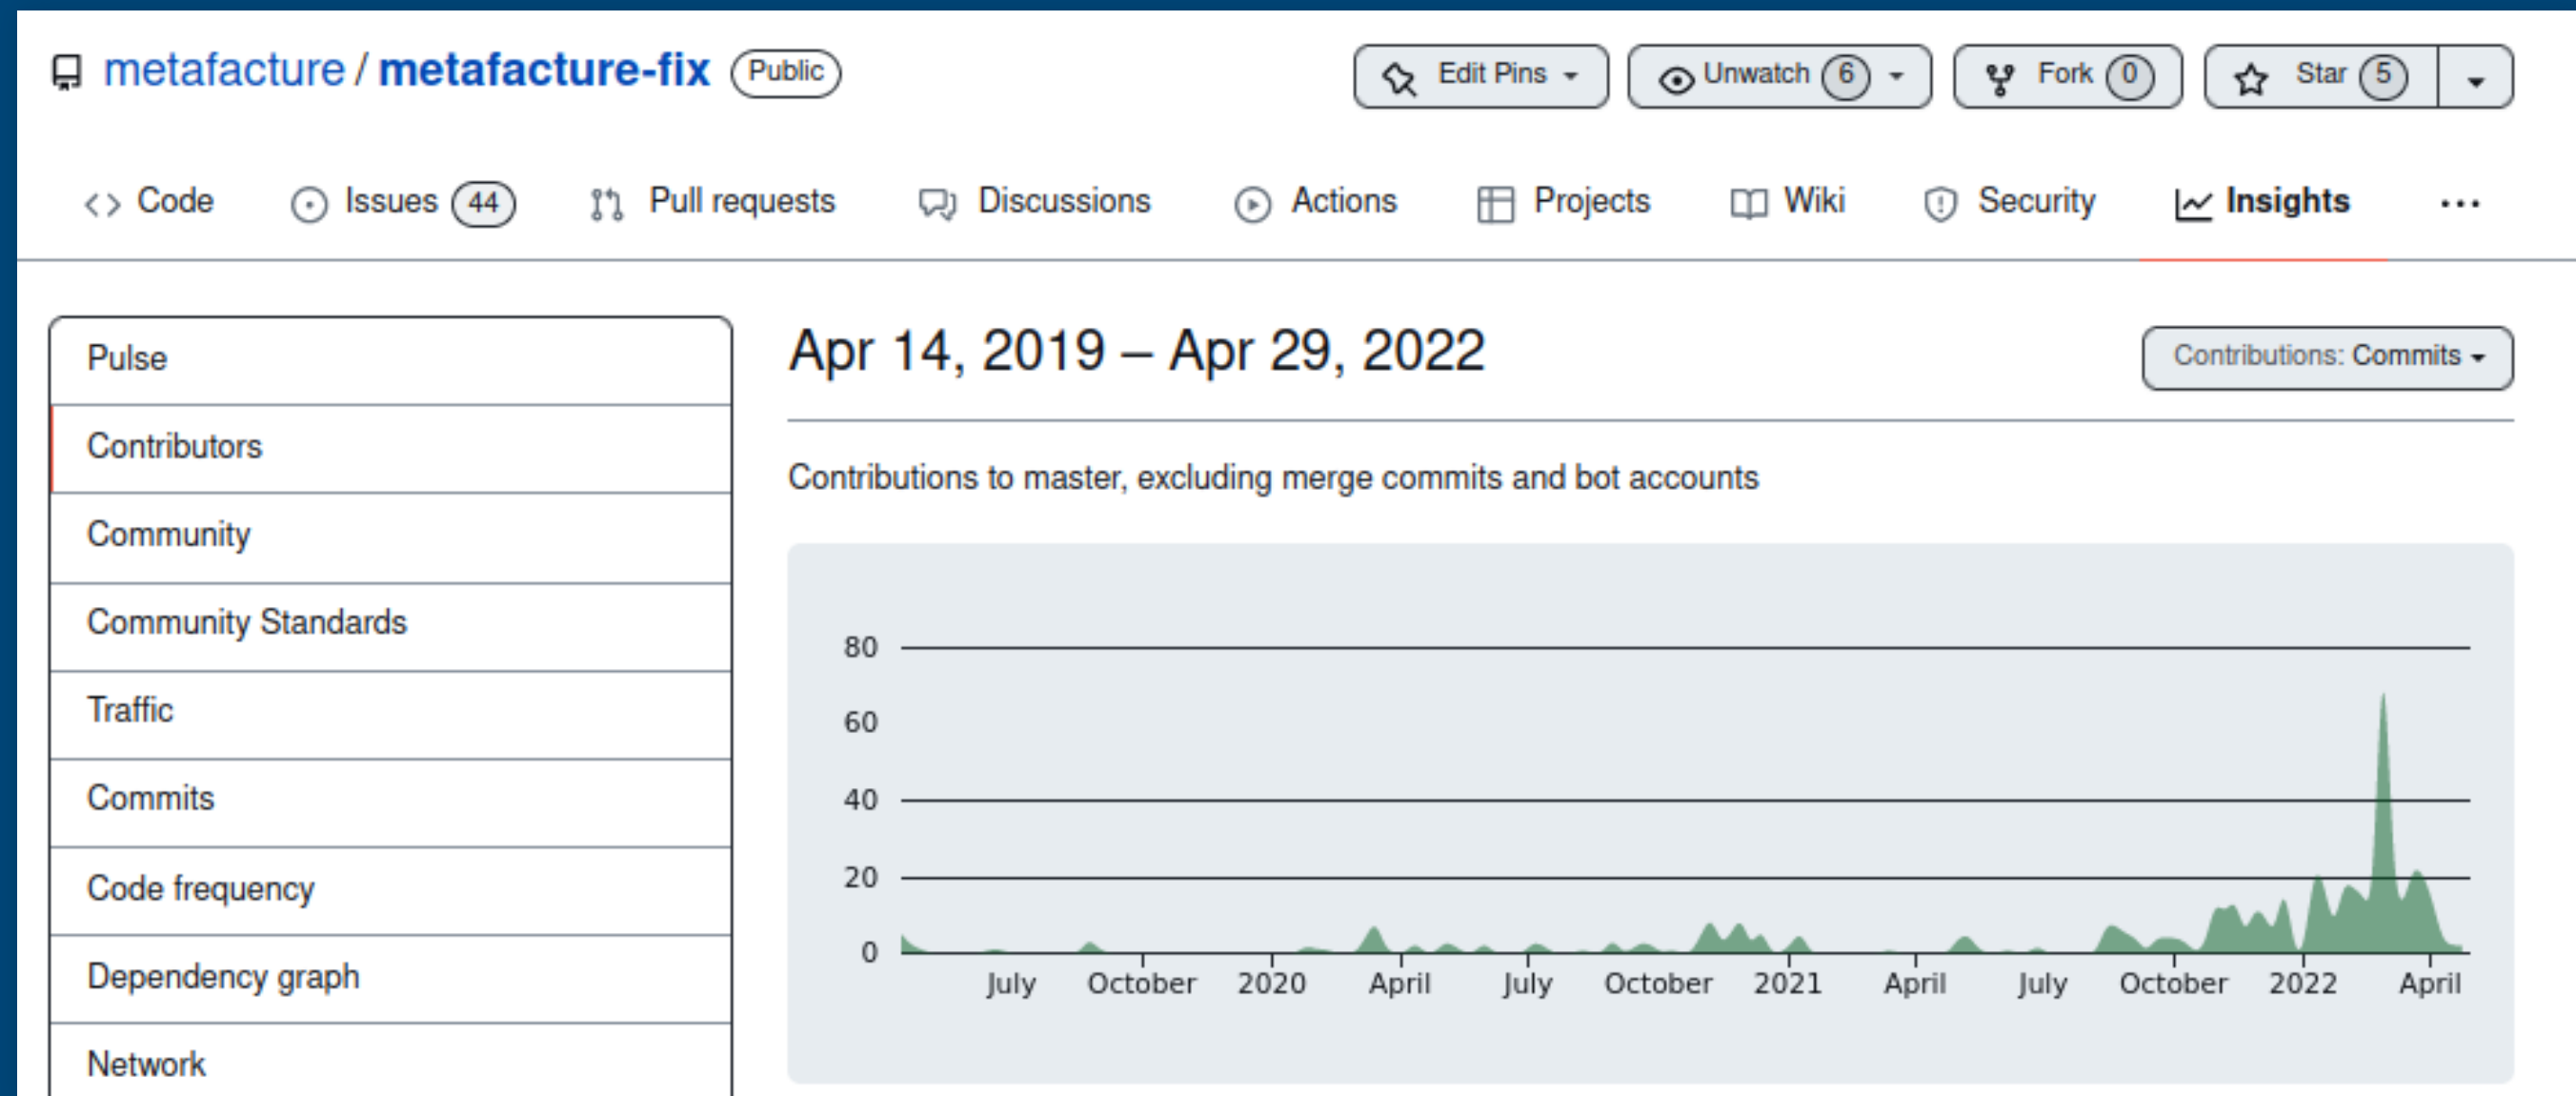 metafacture / metafacture-fix Public Edit Pins Unwatch 6 Fork 0 Star 5
Code Issues 44 Pull requests Discussions Actions Projects Wiki Security Insights ...
Pulse
Contributors
Community
Community Standards
Traffic
Commits
Code frequency
Dependency graph
Network
Apr 14, 2019 – Apr 29, 2022
Contributions: Commits
Contributions to master, excluding merge commits and bot accounts
80
60
40
20
0
July October 2020 April July October 2021 April July October 2022 April